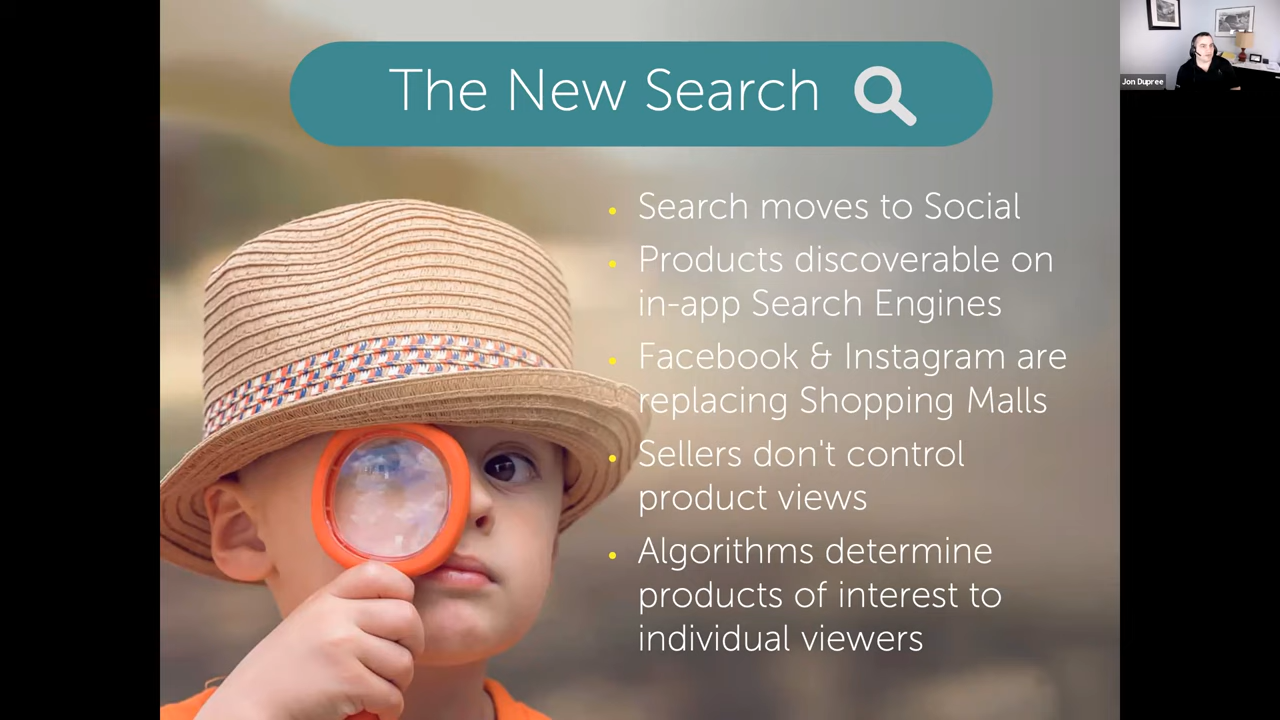 The New Search
Jon Dupree
Search moves to Social
Products discoverable on
in-app Search Engines
Facebook & Instagram are
replacing Shopping Malls
Sellers don't control
product views
Algorithms determine
products of interest to
individual viewers